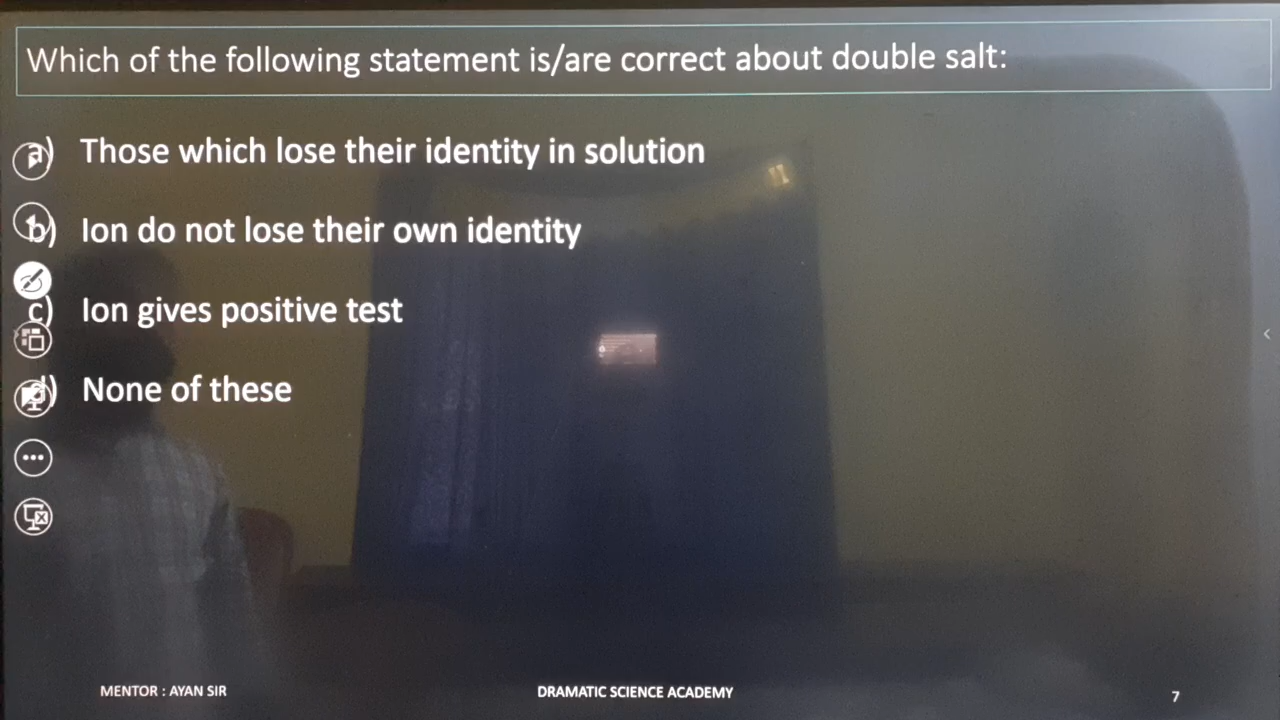 Which of the following statement is/are correct about double salt:
a) Those which lose their identity in solution
b) Ion do not lose their own identity
c) Ion gives positive test
d) None of these
MENTOR : AYAN SIR
DRAMATIC SCIENCE ACADEMY
7